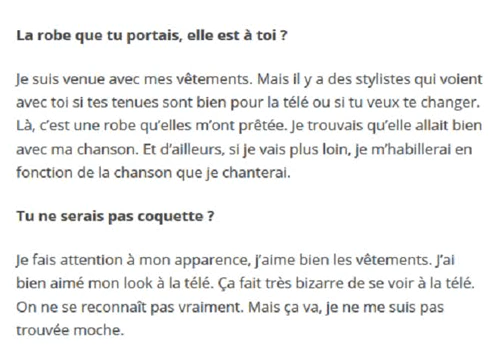 La robe que tu portais, elle est à toi ?
Je suis venue avec mes vêtements. Mais il y a des stylistes qui voient
avec toi si tes tenues sont bien pour la télé ou si tu veux te changer.
Là, c'est une robe qu'elles m'ont prêtée. Je trouvais qu'elle allait bien
avec ma chanson. Et d'ailleurs, si je vais plus loin, je m'habillerai en
fonction de la chanson que je chanterai.
Tu ne serais pas coquette ?
Je fais attention à mon apparence, j'aime bien les vêtements. J'ai
bien aimé mon look à la télé. Ça fait très bizarre de se voir à la télé.
On ne se reconnaît pas vraiment. Mais ça va, je ne me suis pas
trouvée moche.